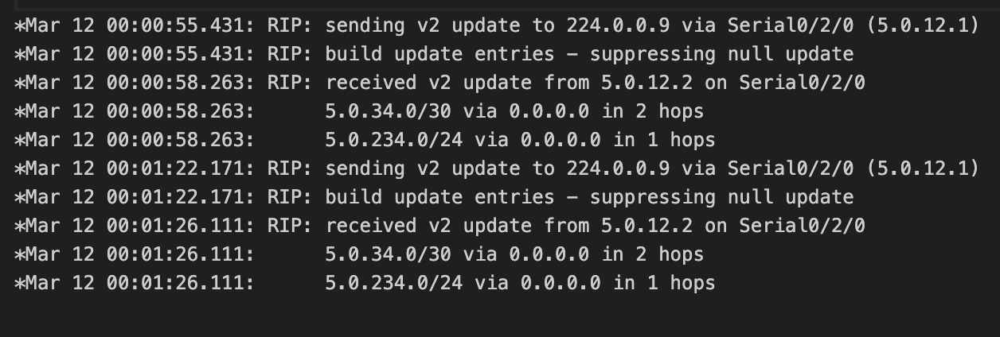 *Mar 12 00:00:55.431: RIP: sending v2 update to 224.0.0.9 via Serial0/2/0 (5.0.12.1)
*Mar 12 00:00:55.431: RIP: build update entries - suppressing null update
*Mar 12 00:00:58.263: RIP: received v2 update from 5.0.12.2 on Serial0/2/0
*Mar 12 00:00:58.263:      5.0.34.0/30 via 0.0.0.0 in 2 hops
*Mar 12 00:00:58.263:      5.0.234.0/24 via 0.0.0.0 in 1 hops
*Mar 12 00:01:22.171: RIP: sending v2 update to 224.0.0.9 via Serial0/2/0 (5.0.12.1)
*Mar 12 00:01:22.171: RIP: build update entries - suppressing null update
*Mar 12 00:01:26.111: RIP: received v2 update from 5.0.12.2 on Serial0/2/0
*Mar 12 00:01:26.111:      5.0.34.0/30 via 0.0.0.0 in 2 hops
*Mar 12 00:01:26.111:      5.0.234.0/24 via 0.0.0.0 in 1 hops